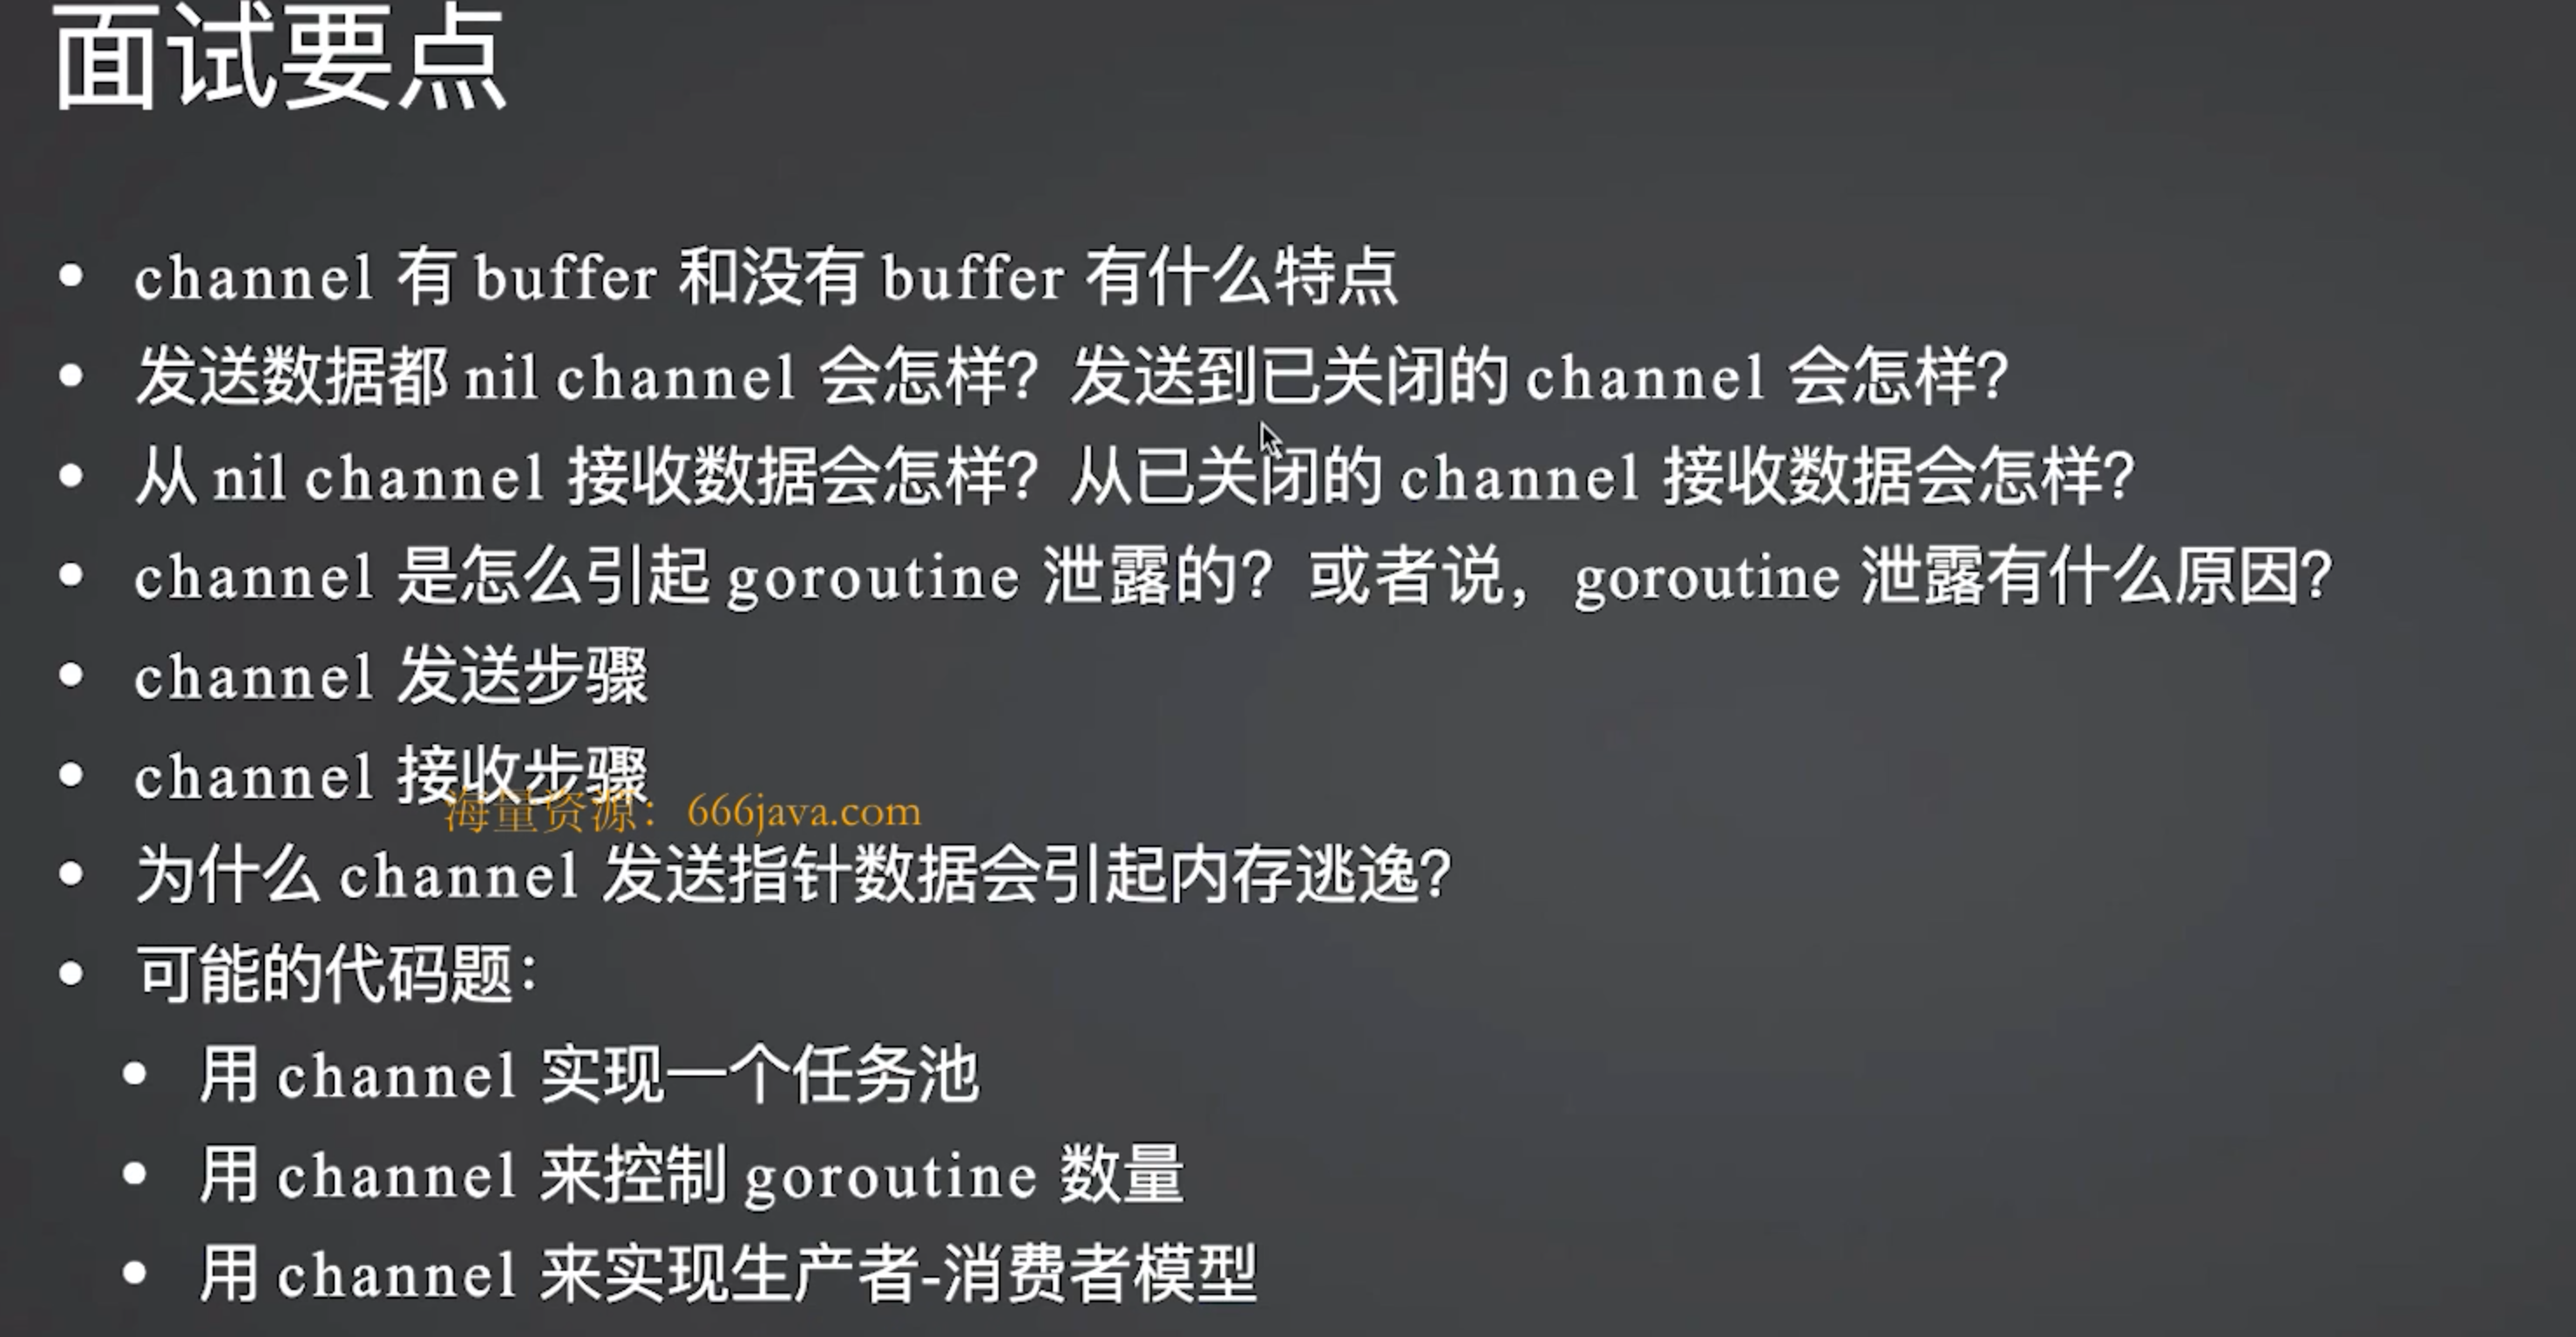 面试要点
• channel 有 buffer 和没有 buffer 有什么特点
• 发送数据都 nil channel 会怎样？发送到已关闭的 channel 会怎样？
• 从 nil channel 接收数据会怎样？从已关闭的 channel 接收数据会怎样？
• channel 是怎么引起 goroutine 泄露的？或者说，goroutine 泄露有什么原因？
• channel 发送步骤
• channel 接收步骤
海量资源：666java.com
• 为什么 channel 发送指针数据会引起内存逃逸？
• 可能的代码题：
• 用 channel 实现一个任务池
• 用 channel 来控制 goroutine 数量
• 用 channel 来实现生产者-消费者模型